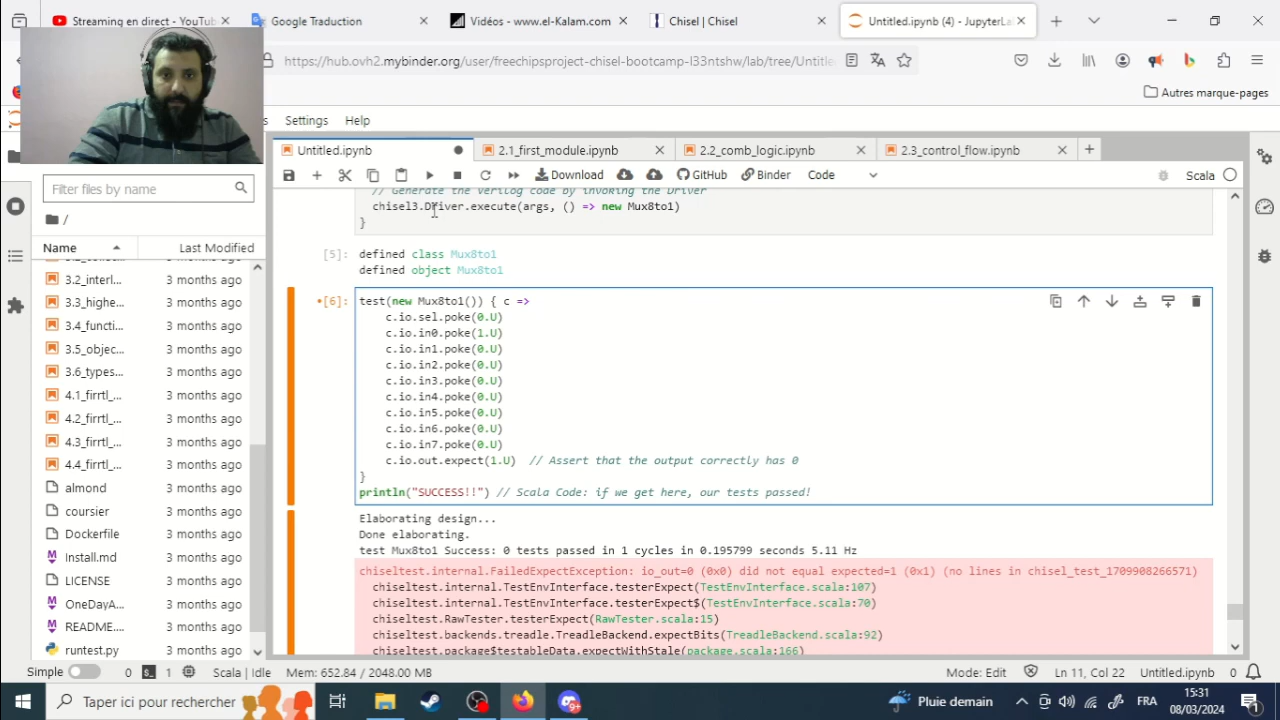 Streaming en direct - YouTub
Google Traduction
Vidéos - www.el-Kalam.com
Chisel | Chisel
Untitled.ipynb (4) - JupyterLa
https://hub.ovh2.mybinder.org/user/freechipsproject-chisel-bootcamp-l33ntshw/lab/tree/Untitle
Autres marque-pages
Settings Help
Untitled.ipynb
2.1_first_module.ipynb
2.2_comb_logic.ipynb
2.3_control_flow.ipynb
Download
GitHub
Binder
Code
Scala
Filter files by name
/
Name
Last Modified
3.2_interl... 3 months ago
3.3_highe... 3 months ago
3.4_functi... 3 months ago
3.5_objec... 3 months ago
3.6_types... 3 months ago
4.1_firrtl_... 3 months ago
4.2_firrtl_... 3 months ago
4.3_firrtl_... 3 months ago
4.4_firrtl_... 3 months ago
almond 3 months ago
coursier 3 months ago
Dockerfile 3 months ago
Install.md 3 months ago
LICENSE 3 months ago
OneDayA... 3 months ago
README.... 3 months ago
runtest.py 3 months ago
// Generate the Verilog code by invoking the Driver
chisel3.Driver.execute(args, () => new Mux8to1)
}
[5]: defined class Mux8to1
defined object Mux8to1
[6]: test(new Mux8to1()) { c =>
c.io.sel.poke(0.U)
c.io.in0.poke(1.U)
c.io.in1.poke(0.U)
c.io.in2.poke(0.U)
c.io.in3.poke(0.U)
c.io.in4.poke(0.U)
c.io.in5.poke(0.U)
c.io.in6.poke(0.U)
c.io.in7.poke(0.U)
c.io.out.expect(1.U) // Assert that the output correctly has 0
}
println("SUCCESS!!") // Scala Code: if we get here, our tests passed!
Elaborating design...
Done elaborating.
test Mux8to1 Success: 0 tests passed in 1 cycles in 0.195799 seconds 5.11 Hz
chiseltest.internal.FailedExpectException: io_out=0 (0x0) did not equal expected=1 (0x1) (no lines in chisel_test_1709908266571)
chiseltest.internal.TestEnvInterface.testerExpect(TestEnvInterface.scala:107)
chiseltest.internal.TestEnvInterface.testerExpect$(TestEnvInterface.scala:70)
chiseltest.RawTester.testerExpect(RawTester.scala:15)
chiseltest.backends.treadle.TreadleBackend.expectBits(TreadleBackend.scala:92)
chiseltest.package$testableData.expectWithStale(package.scala:166)
Simple 0 1 Scala | Idle Mem: 652.84 / 2048.00 MB Mode: Edit Ln 11, Col 22 Untitled.ipynb 0
Taper ici pour rechercher
Pluie demain
FRA
15:31
08/03/2024
1